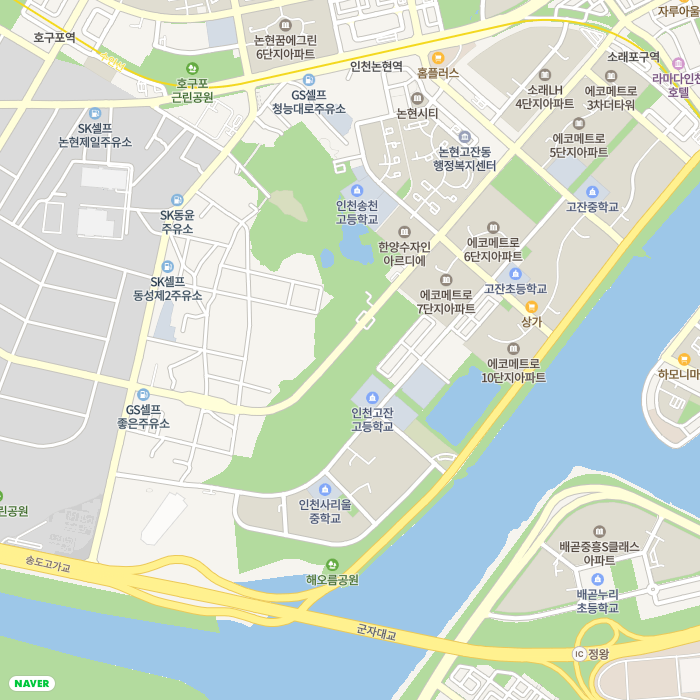 자루아울
호구포역
논현꿈에그린
6단지아파트
수인선
인천논현역
홈플러스
소래포구역
라마다인천
호텔
호구포
근린공원
GS셀프
청능대로주유소
소래LH
4단지아파트
에코메트로
3차더타워
논현시티
SK셀프
논현제일주유소
논현고잔동
행정복지센터
에코메트로
5단지아파트
SK동윤
주유소
인천송천
고등학교
고잔중학교
한양수자인
아르디에
에코메트로
6단지아파트
SK셀프
동성제2주유소
에코메트로
7단지아파트
고잔초등학교
상가
에코메트로
10단지아파트
하모니마
GS셀프
좋은주유소
인천고잔
고등학교
인천사리울
중학교
린공원
배곧중흥S클래스
아파트
송도고가교
해오름공원
배곧누리
초등학교
군자대교
IC 정왕
NAVER